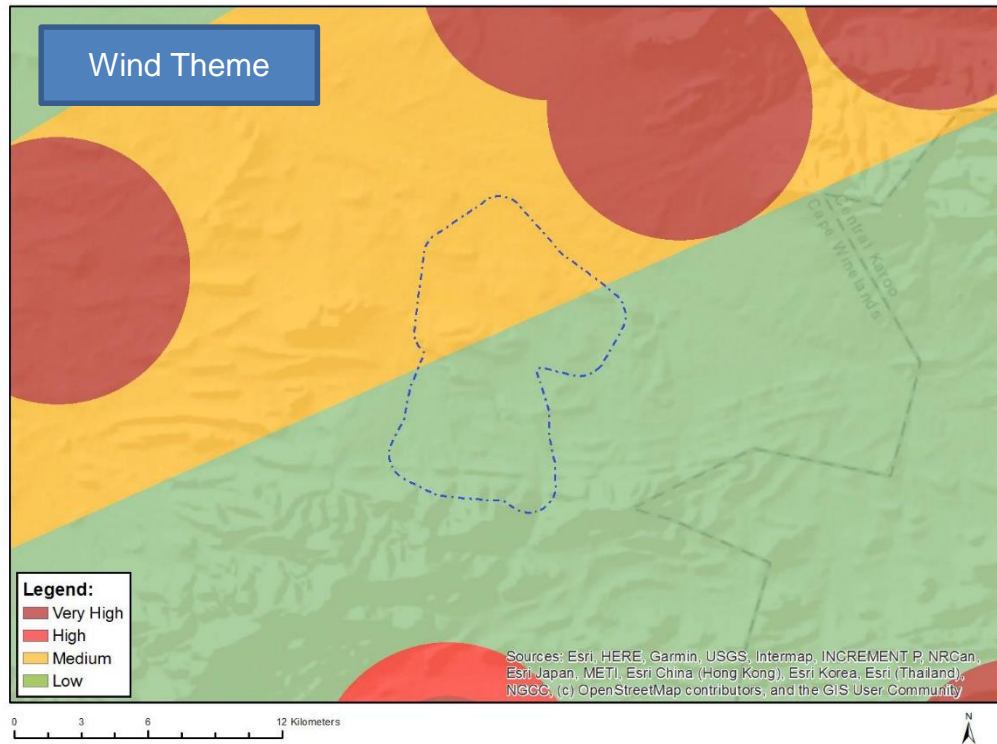 Wind Theme
Central Karoo
Cape Winelands
Legend:
Very High
High
Medium
Low
Sources: Esri, HERE, Garmin, USGS, Intermap, INCREMENT P, NRCan,
Esri Japan, METI, Esri China (Hong Kong), Esri Korea, Esri (Thailand),
NGCC, (c) OpenStreetMap contributors, and the GIS User Community
0 3 6 12 Kilometers
N